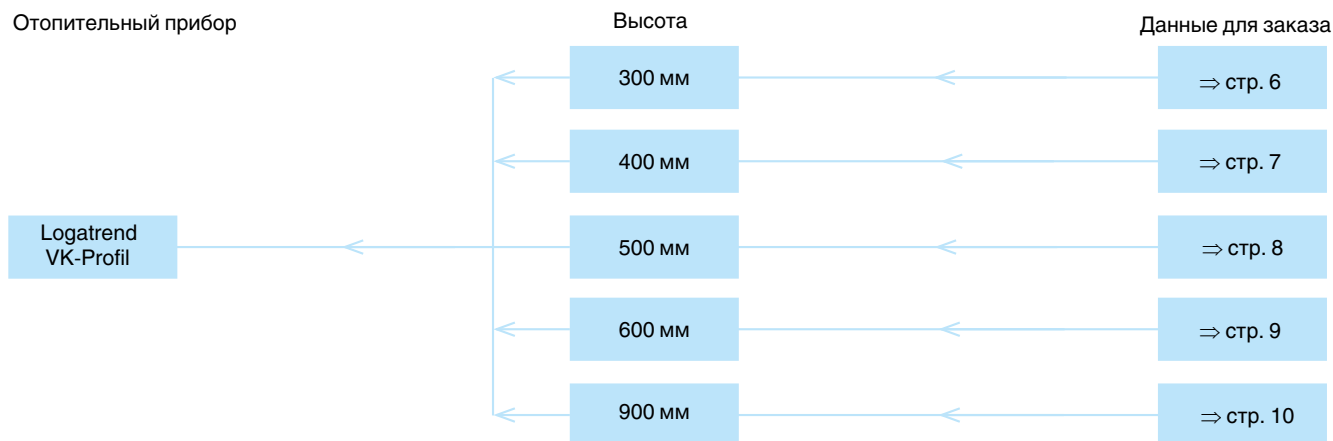 Отопительный прибор
Высота
Данные для заказа
300 мм
⇒ стр. 6
400 мм
⇒ стр. 7
Logatrend
VK-Profil
500 мм
⇒ стр. 8
600 мм
⇒ стр. 9
900 мм
⇒ стр. 10